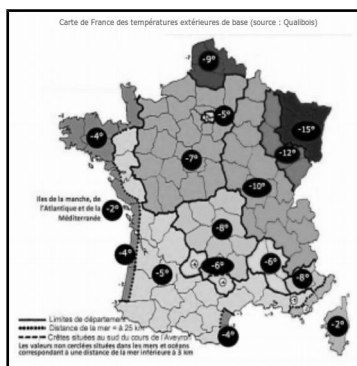 Carte de France des températures extérieures de base (source : Qualibois)
-9°
-15°
-5°
-4°
-12°
-7°
-10°
Iles de la manche, de
l'Atlantique et de la
Méditerranée
-2°
-8°
-4°
-6°
-6°
-5°
-8°
-4°
-2°
Limites de département
Distance de la mer = à 25 km
Crêtes situées au sud du cours de l'Aveyron
Les valeurs non cerclées situées dans les mers et océans
correspondant à une distance de la mer inférieure à 3 km